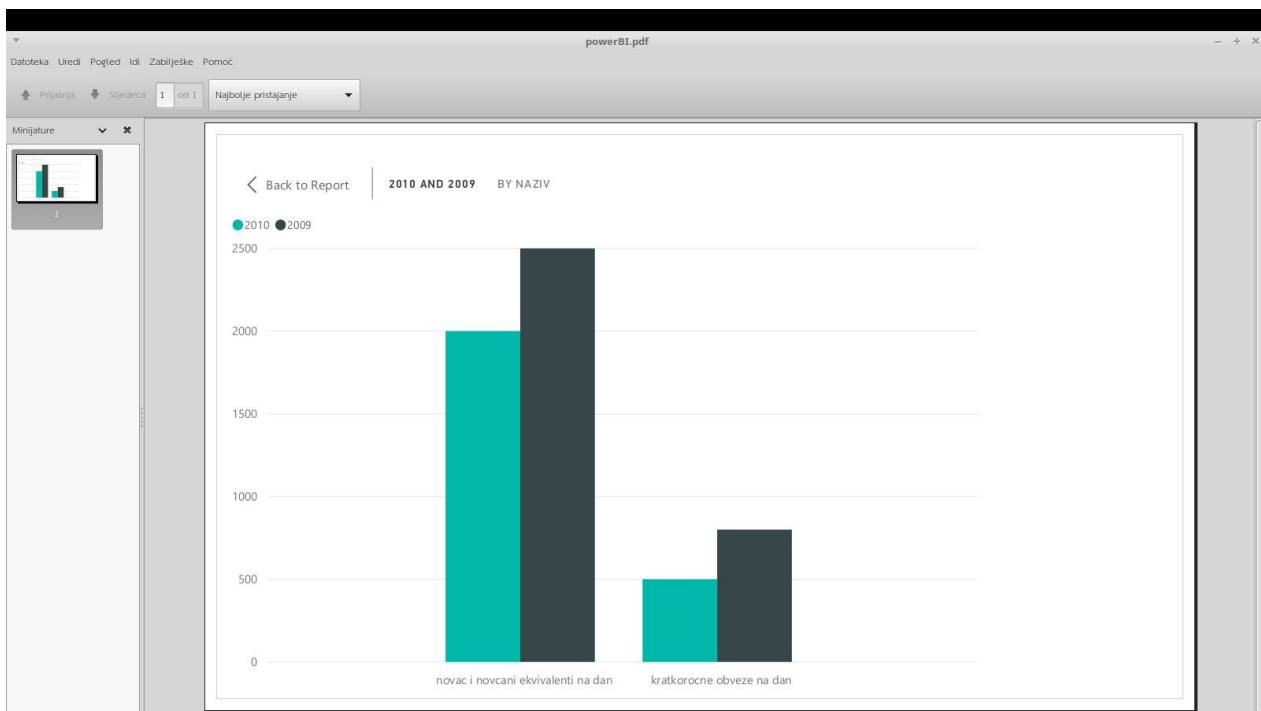 powerBI.pdf
Datoteka Uredi Pogled Idi Zabilješke Pomoć
Prijašnja Sljedeća 1 od 1 Najbolje pristajanje
Minijature
1
Back to Report 2010 AND 2009 BY NAZIV
2010 2009
2500
2000
1500
1000
500
0
novac i novcani ekvivalenti na dan kratkorocne obveze na dan